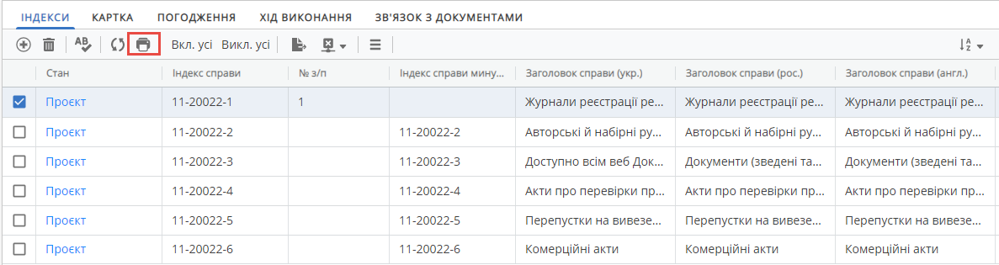 ІНДЕКСИ КАРТКА ПОГОДЖЕННЯ ХІД ВИКОНАННЯ ЗВ'ЯЗОК З ДОКУМЕНТАМИ
АВ Вкл. усі Викл. усі A Z
Стан Індекс справи № з/п Індекс справи мину... Заголовок справи (укр.) Заголовок справи (рос.) Заголовок справи (англ.)
Проєкт 11-20022-1 1 Журнали реєстрації ре... Журнали реєстрації ре... Журнали реєстрації ре...
Проєкт 11-20022-2 11-20022-2 Авторські й набірні ру... Авторські й набірні ру... Авторські й набірні ру...
Проєкт 11-20022-3 11-20022-3 Доступно всім веб Док... Документи (зведені та... Документи (зведені та...
Проєкт 11-20022-4 11-20022-4 Акти про перевірки пр... Акти про перевірки пр... Акти про перевірки пр...
Проєкт 11-20022-5 11-20022-5 Перепустки на вивезе... Перепустки на вивезе... Перепустки на вивезе...
Проєкт 11-20022-6 11-20022-6 Комерційні акти Комерційні акти Комерційні акти